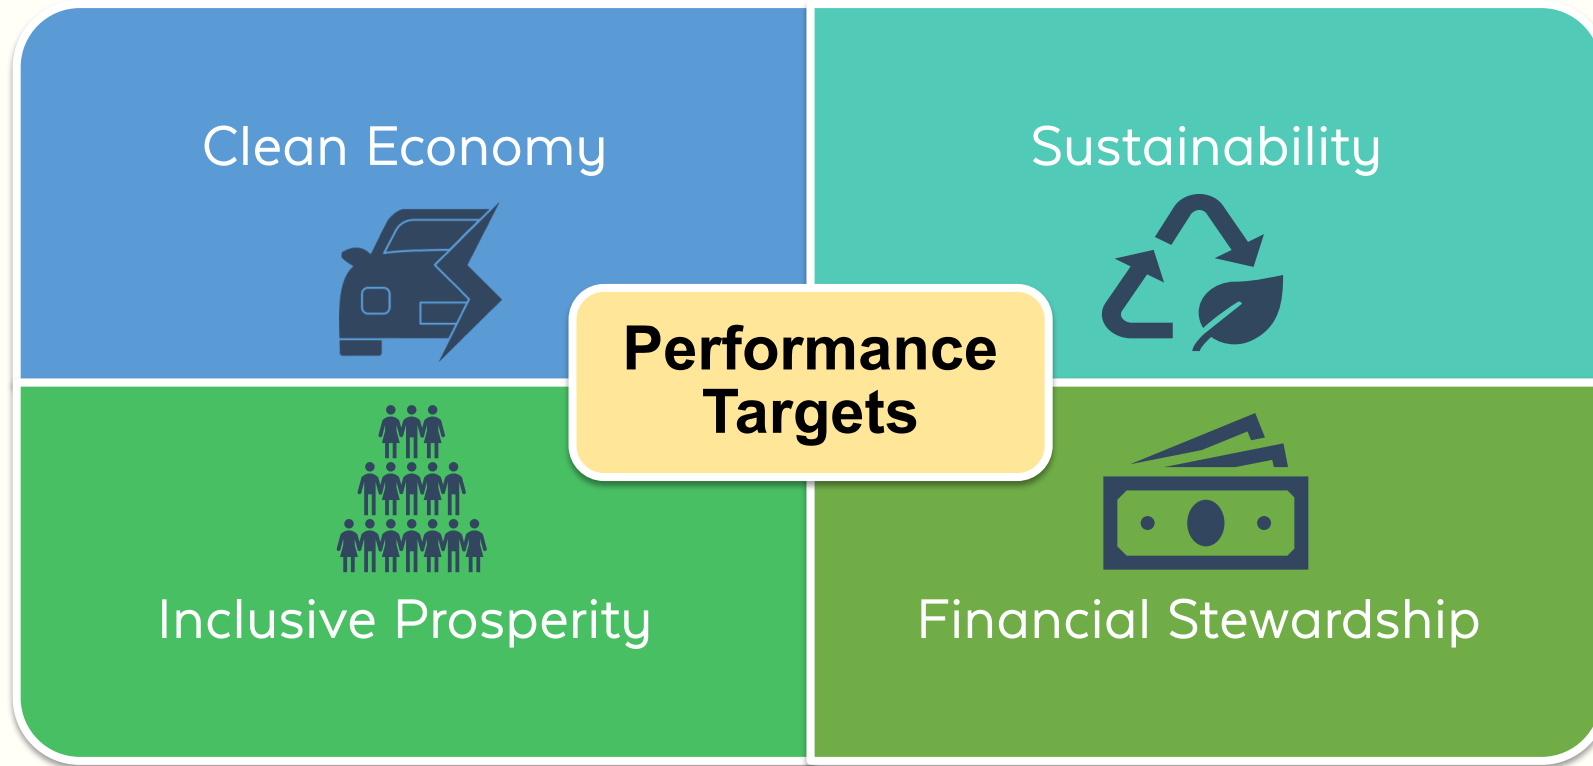 Clean Economy
Sustainability
Performance
Targets
Inclusive Prosperity
Financial Stewardship